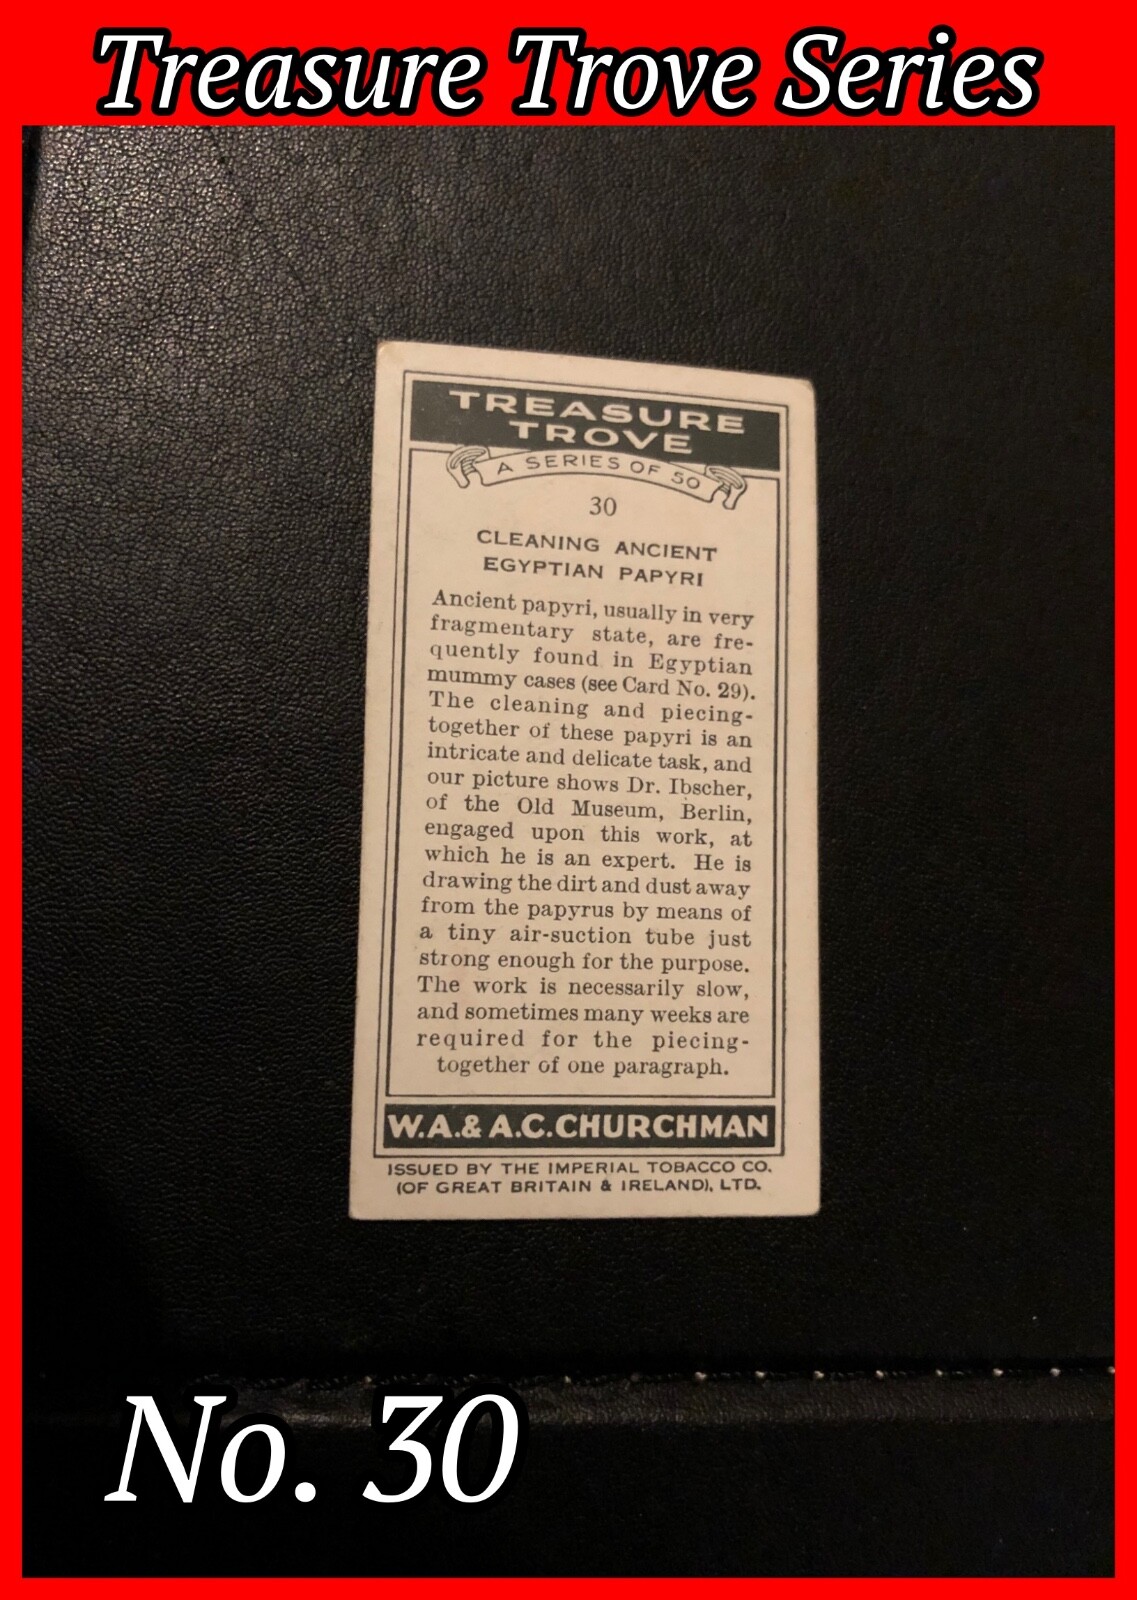 Treasure Trove Series
TREASURE
TROVE
A SERIES OF 50
30
CLEANING ANCIENT
EGYPTIAN PAPYRI
Ancient papyri, usually in very
fragmentary state, are fre-
quently found in Egyptian
mummy cases (see Card No. 29).
The cleaning and piecing-
together of these papyri is an
intricate and delicate task, and
our picture shows Dr. Ibscher,
of the Old Museum, Berlin,
engaged upon this work, at
which he is an expert. He is
drawing the dirt and dust away
from the papyrus by means of
a tiny air-suction tube just
strong enough for the purpose.
The work is necessarily slow,
and sometimes many weeks are
required for the piecing-
together of one paragraph.
W.A.& A.C.CHURCHMAN
ISSUED BY THE IMPERIAL TOBACCO CO.
(OF GREAT BRITAIN & IRELAND), LTD.
No. 30